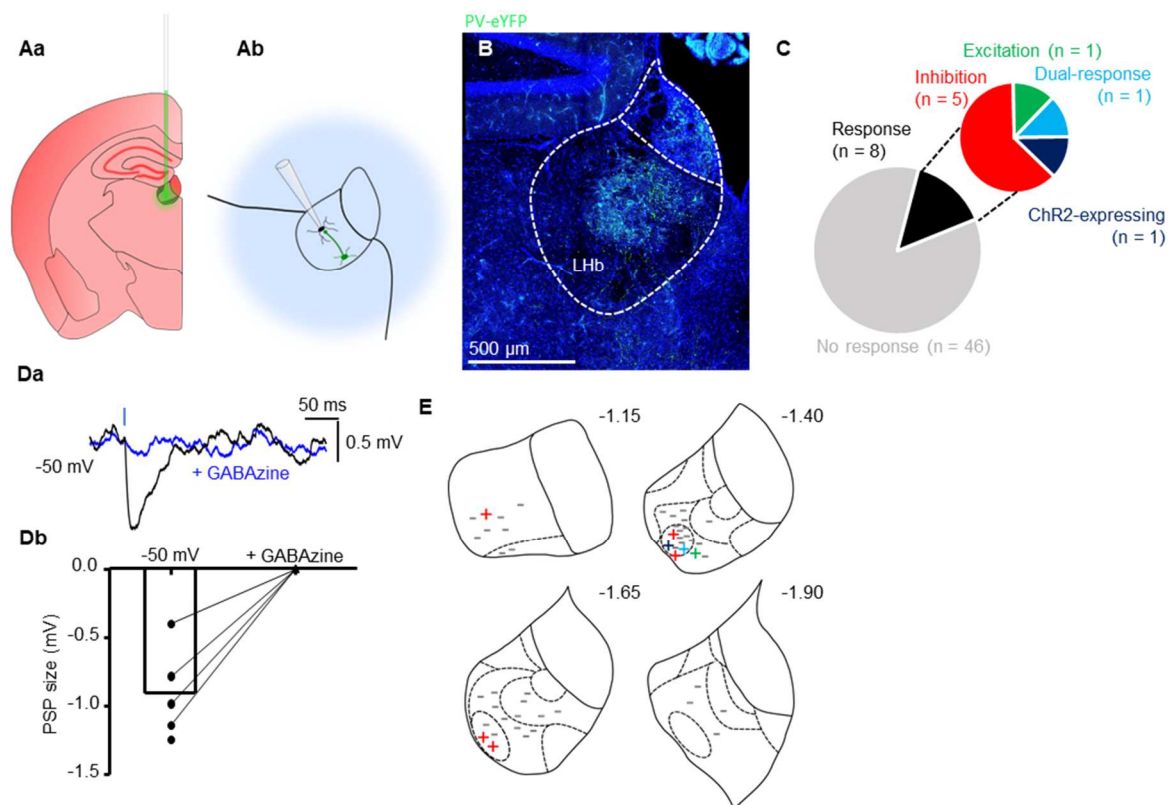 Aa
Ab
PV-eYFP
B
LHb
500 µm
C
Excitation (n = 1)
Inhibition
(n = 5)
Dual-response
(n = 1)
Response
(n = 8)
ChR2-expressing
(n = 1)
No response (n = 46)
Da
50 ms
0.5 mV
-50 mV
+ GABAzine
Db
-50 mV
+ GABAzine
0.0
-0.5
-1.0
-1.5
PSP size (mV)
E
-1.15
-1.40
-1.65
-1.90